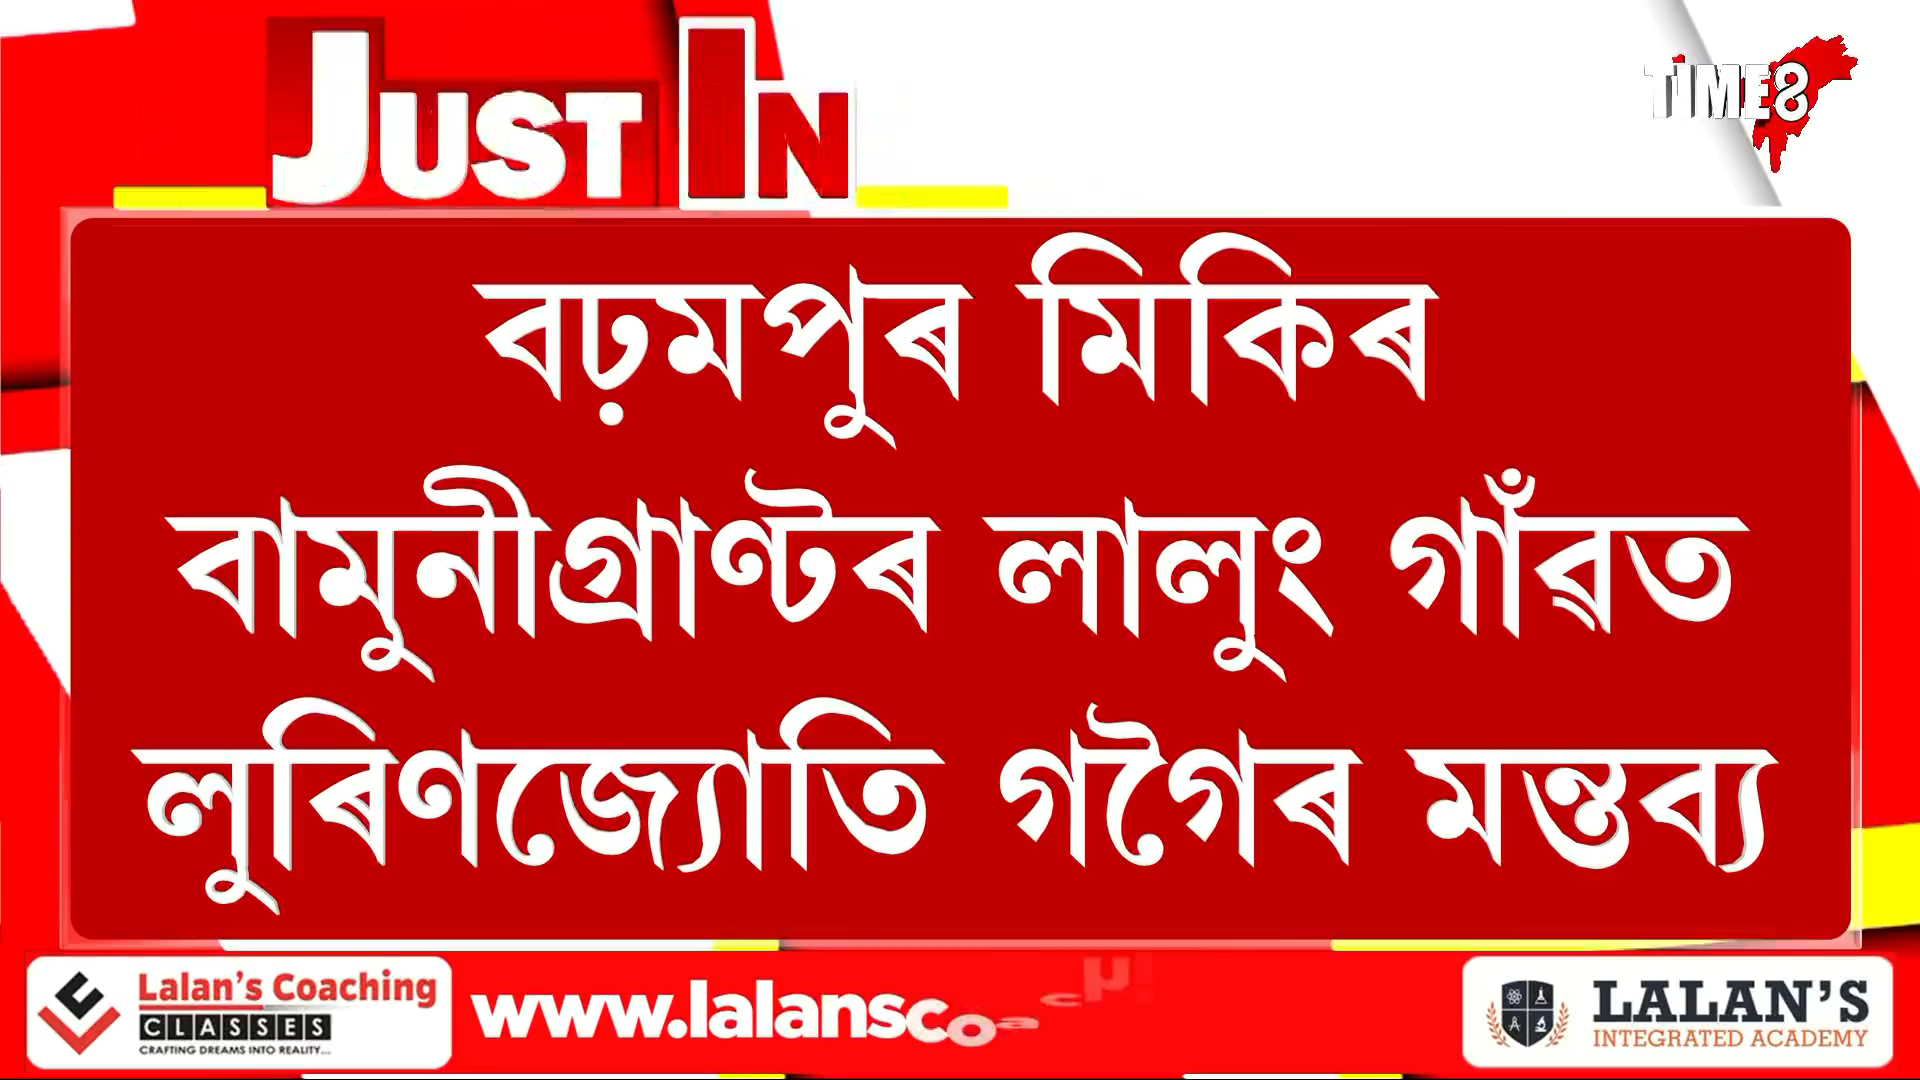 JUST IN
TIME8
বঢ়মপুৰ মিকিৰ
বামুনীগ্ৰাণ্টৰ লালুং গাঁৱত
লুৰিণজ্যোতি গগৈৰ মন্তব্য
Lalan's Coaching
CLASSES
CRAFTING DREAMS INTO REALITY...
www.lalansco
LALAN'S
INTEGRATED ACADEMY